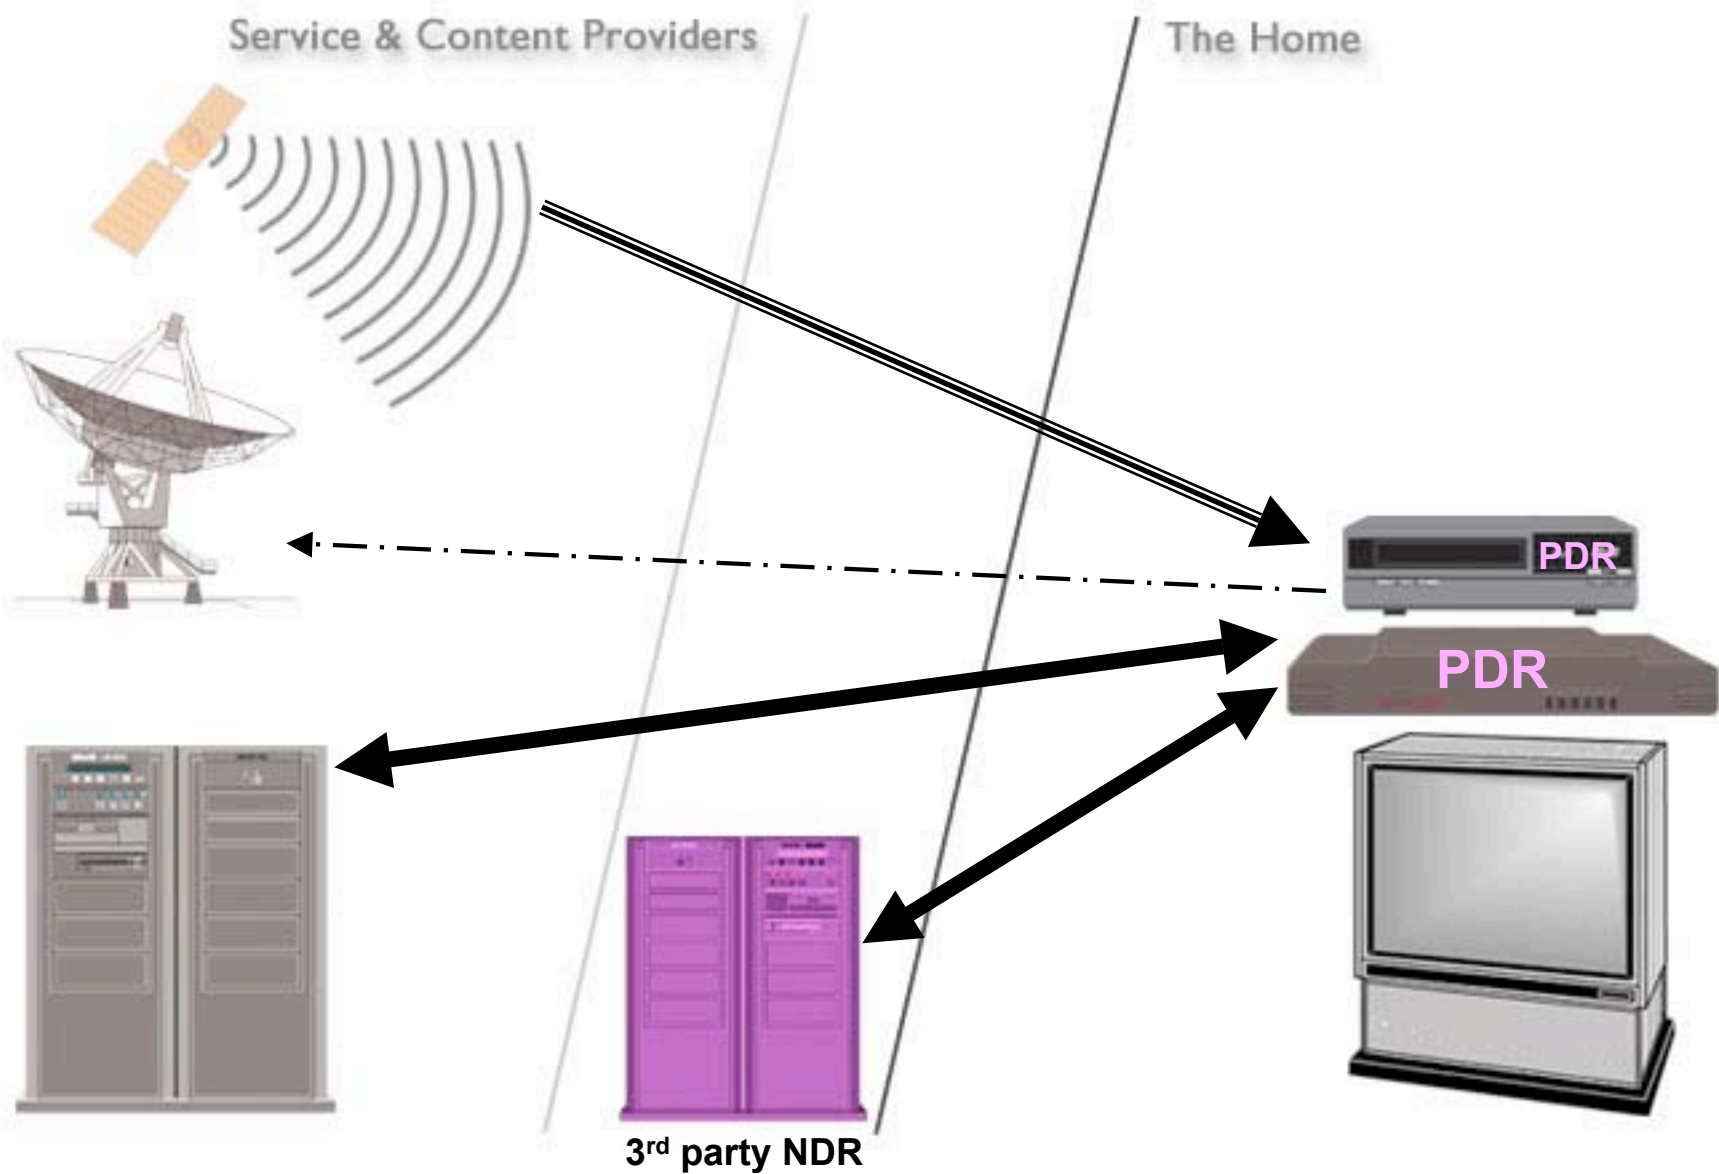 Service & Content Providers
The Home
PDR
PDR
3rd party NDR